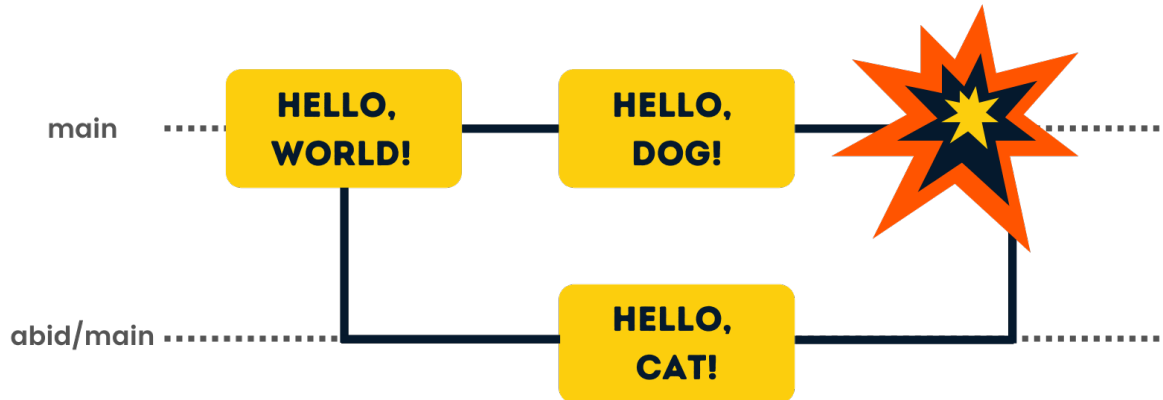 main
HELLO,
WORLD!
HELLO,
DOG!
abid/main
HELLO,
CAT!